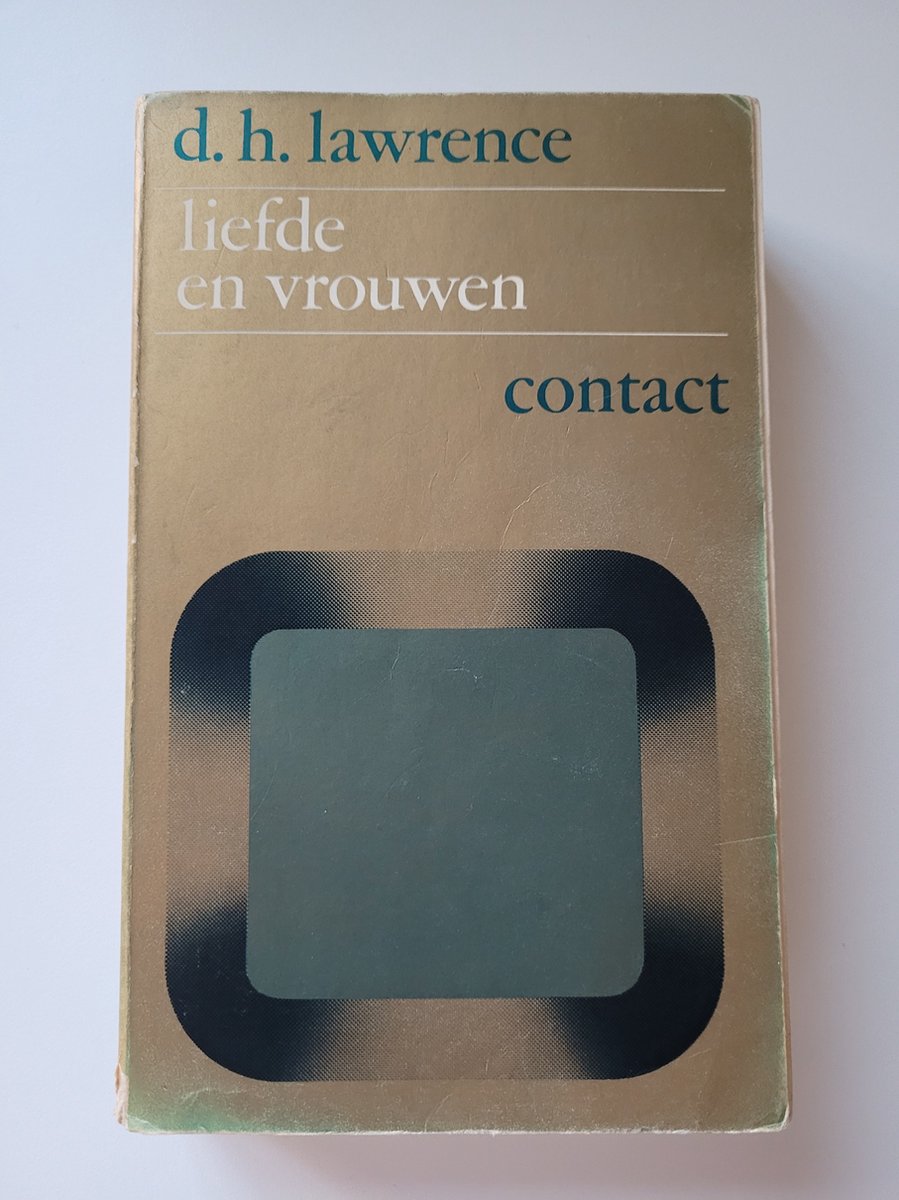 d. h. lawrence
liefde
en vrouwen
contact